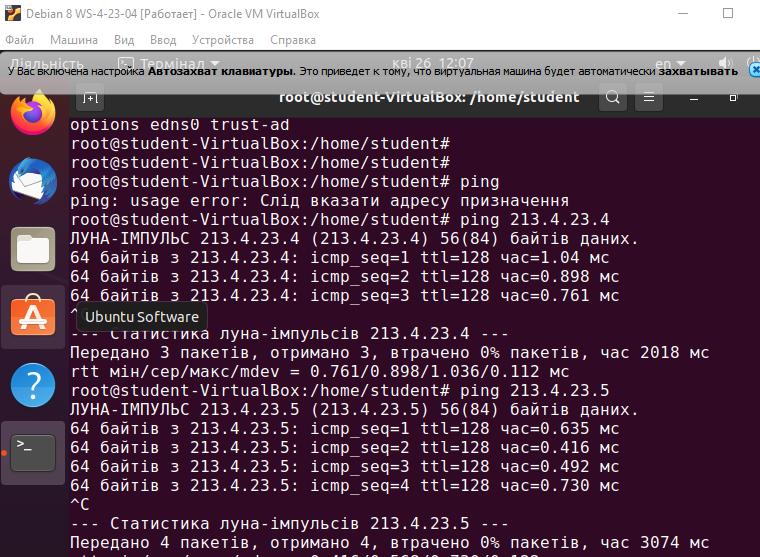 Debian 8 WS-4-23-04 [Работает] - Oracle VM VirtualBox
Файл Машина Вид Ввод Устройства Справка
Діяльність Термінал кві 26 12:07 en
У Вас включена настройка Автозахват клавиатуры. Это приведет к тому, что виртуальная машина будет автоматически захватывать
root@student-VirtualBox: /home/student
options edns0 trust-ad
root@student-VirtualBox:/home/student#
root@student-VirtualBox:/home/student#
root@student-VirtualBox:/home/student# ping
ping: usage error: Слід вказати адресу призначення
root@student-VirtualBox:/home/student# ping 213.4.23.4
ЛУНА-ІМПУЛЬС 213.4.23.4 (213.4.23.4) 56(84) байтів даних.
64 байтів з 213.4.23.4: icmp_seq=1 ttl=128 час=1.04 мс
64 байтів з 213.4.23.4: icmp_seq=2 ttl=128 час=0.898 мс
64 байтів з 213.4.23.4: icmp_seq=3 ttl=128 час=0.761 мс
^
Ubuntu Software
--- Статистика луна-імпульсів 213.4.23.4 ---
Передано 3 пакетів, отримано 3, втрачено 0% пакетів, час 2018 мс
rtt мін/сер/макс/mdev = 0.761/0.898/1.036/0.112 мс
root@student-VirtualBox:/home/student# ping 213.4.23.5
ЛУНА-ІМПУЛЬС 213.4.23.5 (213.4.23.5) 56(84) байтів даних.
64 байтів з 213.4.23.5: icmp_seq=1 ttl=128 час=0.635 мс
64 байтів з 213.4.23.5: icmp_seq=2 ttl=128 час=0.416 мс
64 байтів з 213.4.23.5: icmp_seq=3 ttl=128 час=0.492 мс
64 байтів з 213.4.23.5: icmp_seq=4 ttl=128 час=0.730 мс
^C
--- Статистика луна-імпульсів 213.4.23.5 ---
Передано 4 пакетів, отримано 4, втрачено 0% пакетів, час 3074 мс